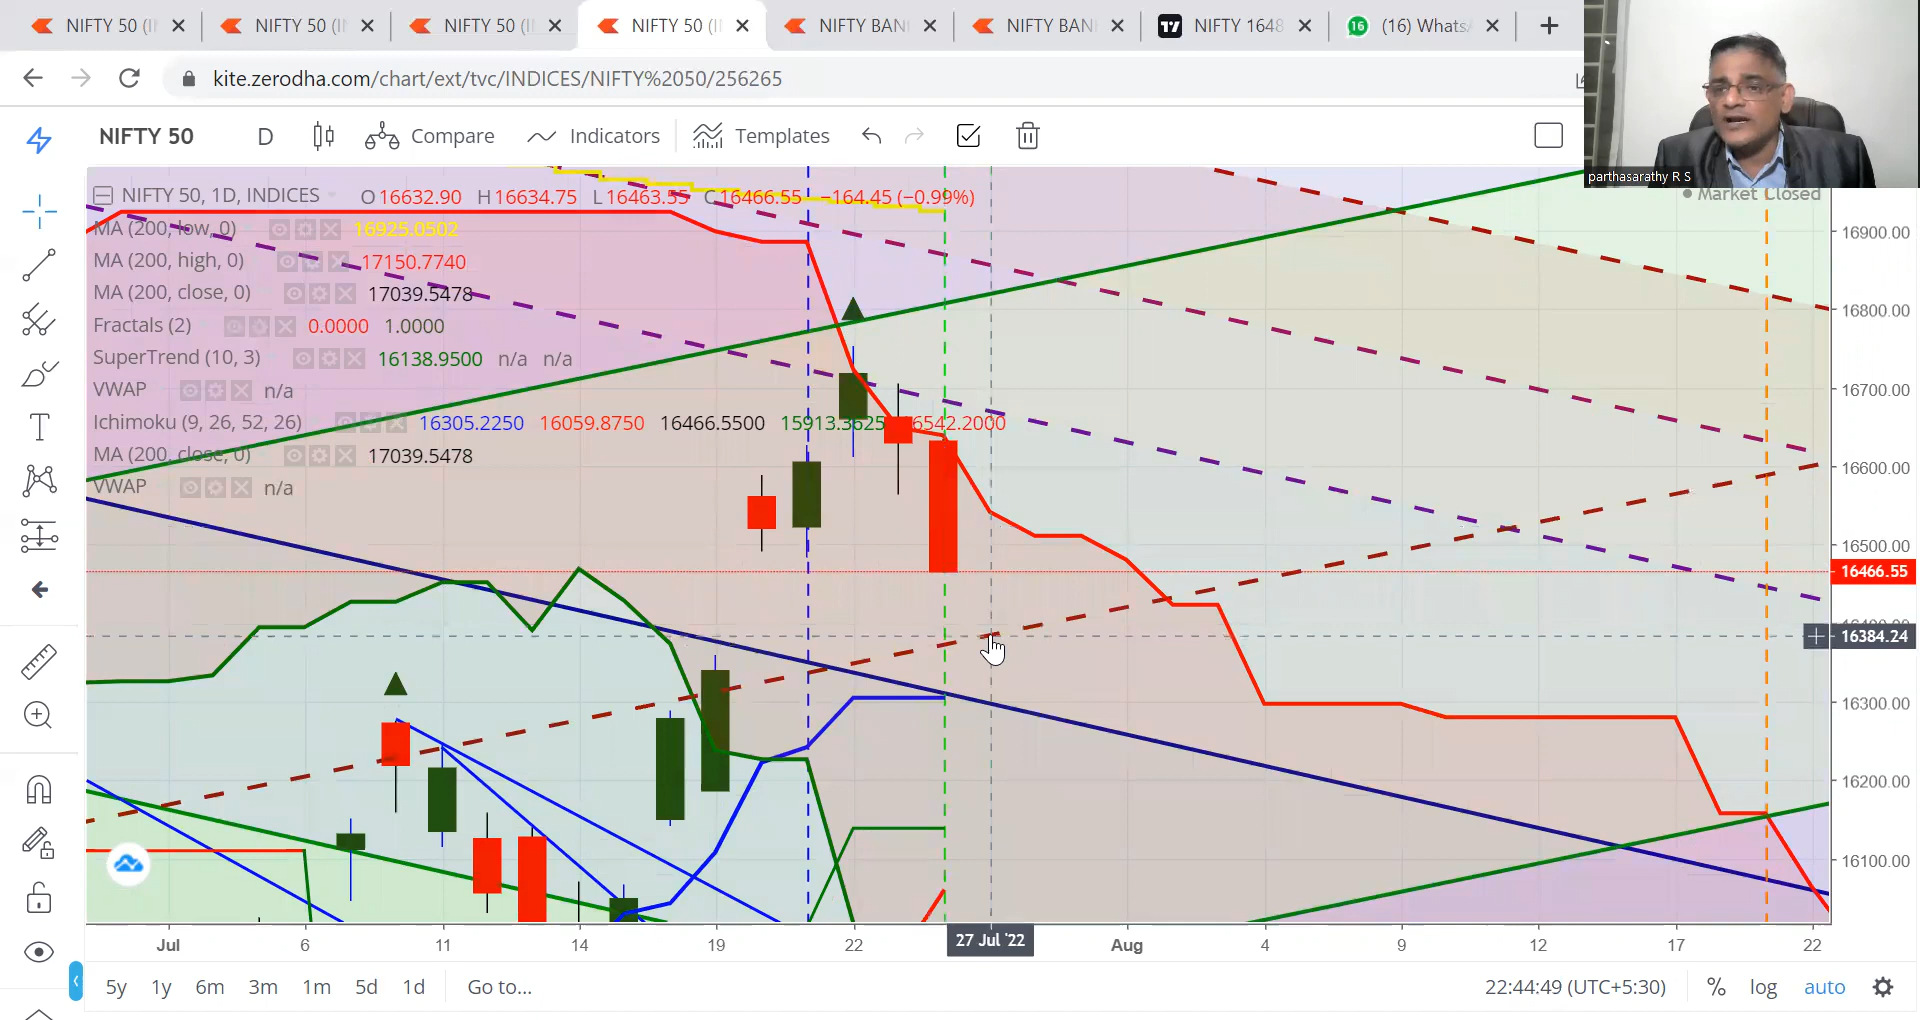 NIFTY 50 (I
NIFTY 50 (I
NIFTY 50 (I
NIFTY 50 (I
NIFTY BAN
NIFTY BAN
NIFTY 1648
(16) Whats
kite.zerodha.com/chart/ext/tvc/INDICES/NIFTY%2050/256265
NIFTY 50 D Compare Indicators Templates
parthasarathy R S
Market Closed
NIFTY 50, 1D, INDICES O16632.90 H16634.75 L16463.55 C16466.55 −164.45 (−0.99%)
MA (200, low, 0) 16925.0502
MA (200, high, 0) 17150.7740
MA (200, close, 0) 17039.5478
Fractals (2) 0.0000 1.0000
SuperTrend (10, 3) 16138.9500 n/a n/a
VWAP n/a
Ichimoku (9, 26, 52, 26) 16305.2250 16059.8750 16466.5500 15913.3625 16542.2000
MA (200, close, 0) 17039.5478
VWAP n/a
16900.00
16800.00
16700.00
16600.00
16500.00
16466.55
16384.24
16300.00
16200.00
16100.00
Jul 6 11 14 19 22 27 Jul '22 Aug 4 9 12 17 22
5y 1y 6m 3m 1m 5d 1d Go to... 22:44:49 (UTC+5:30) % log auto